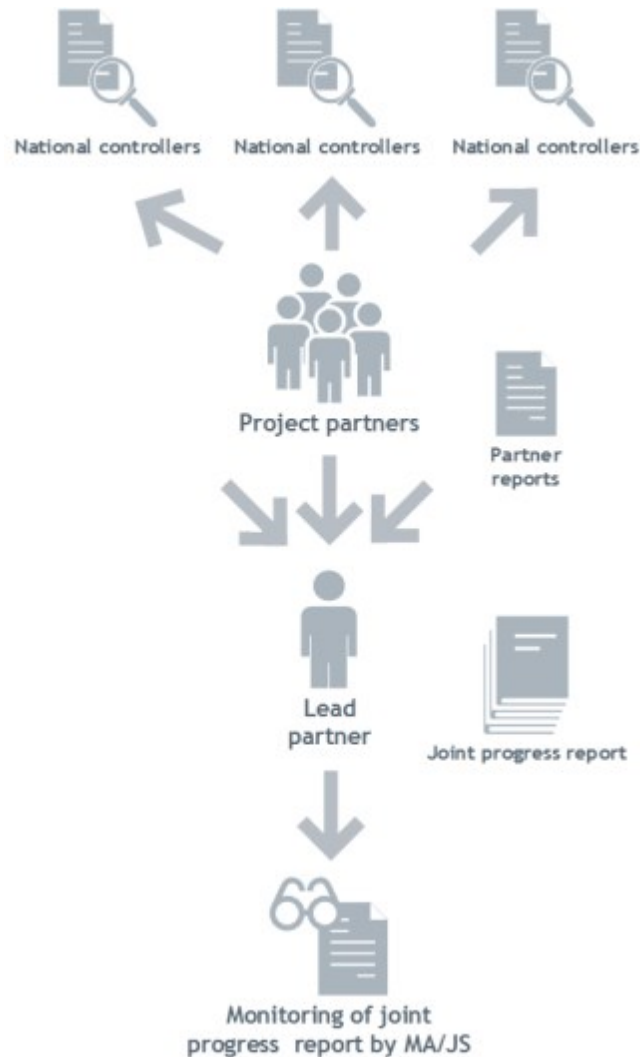 National controllers
National controllers
National controllers
Project partners
Partner
reports
Lead
partner
Joint progress report
Monitoring of joint
progress report by MA/JS